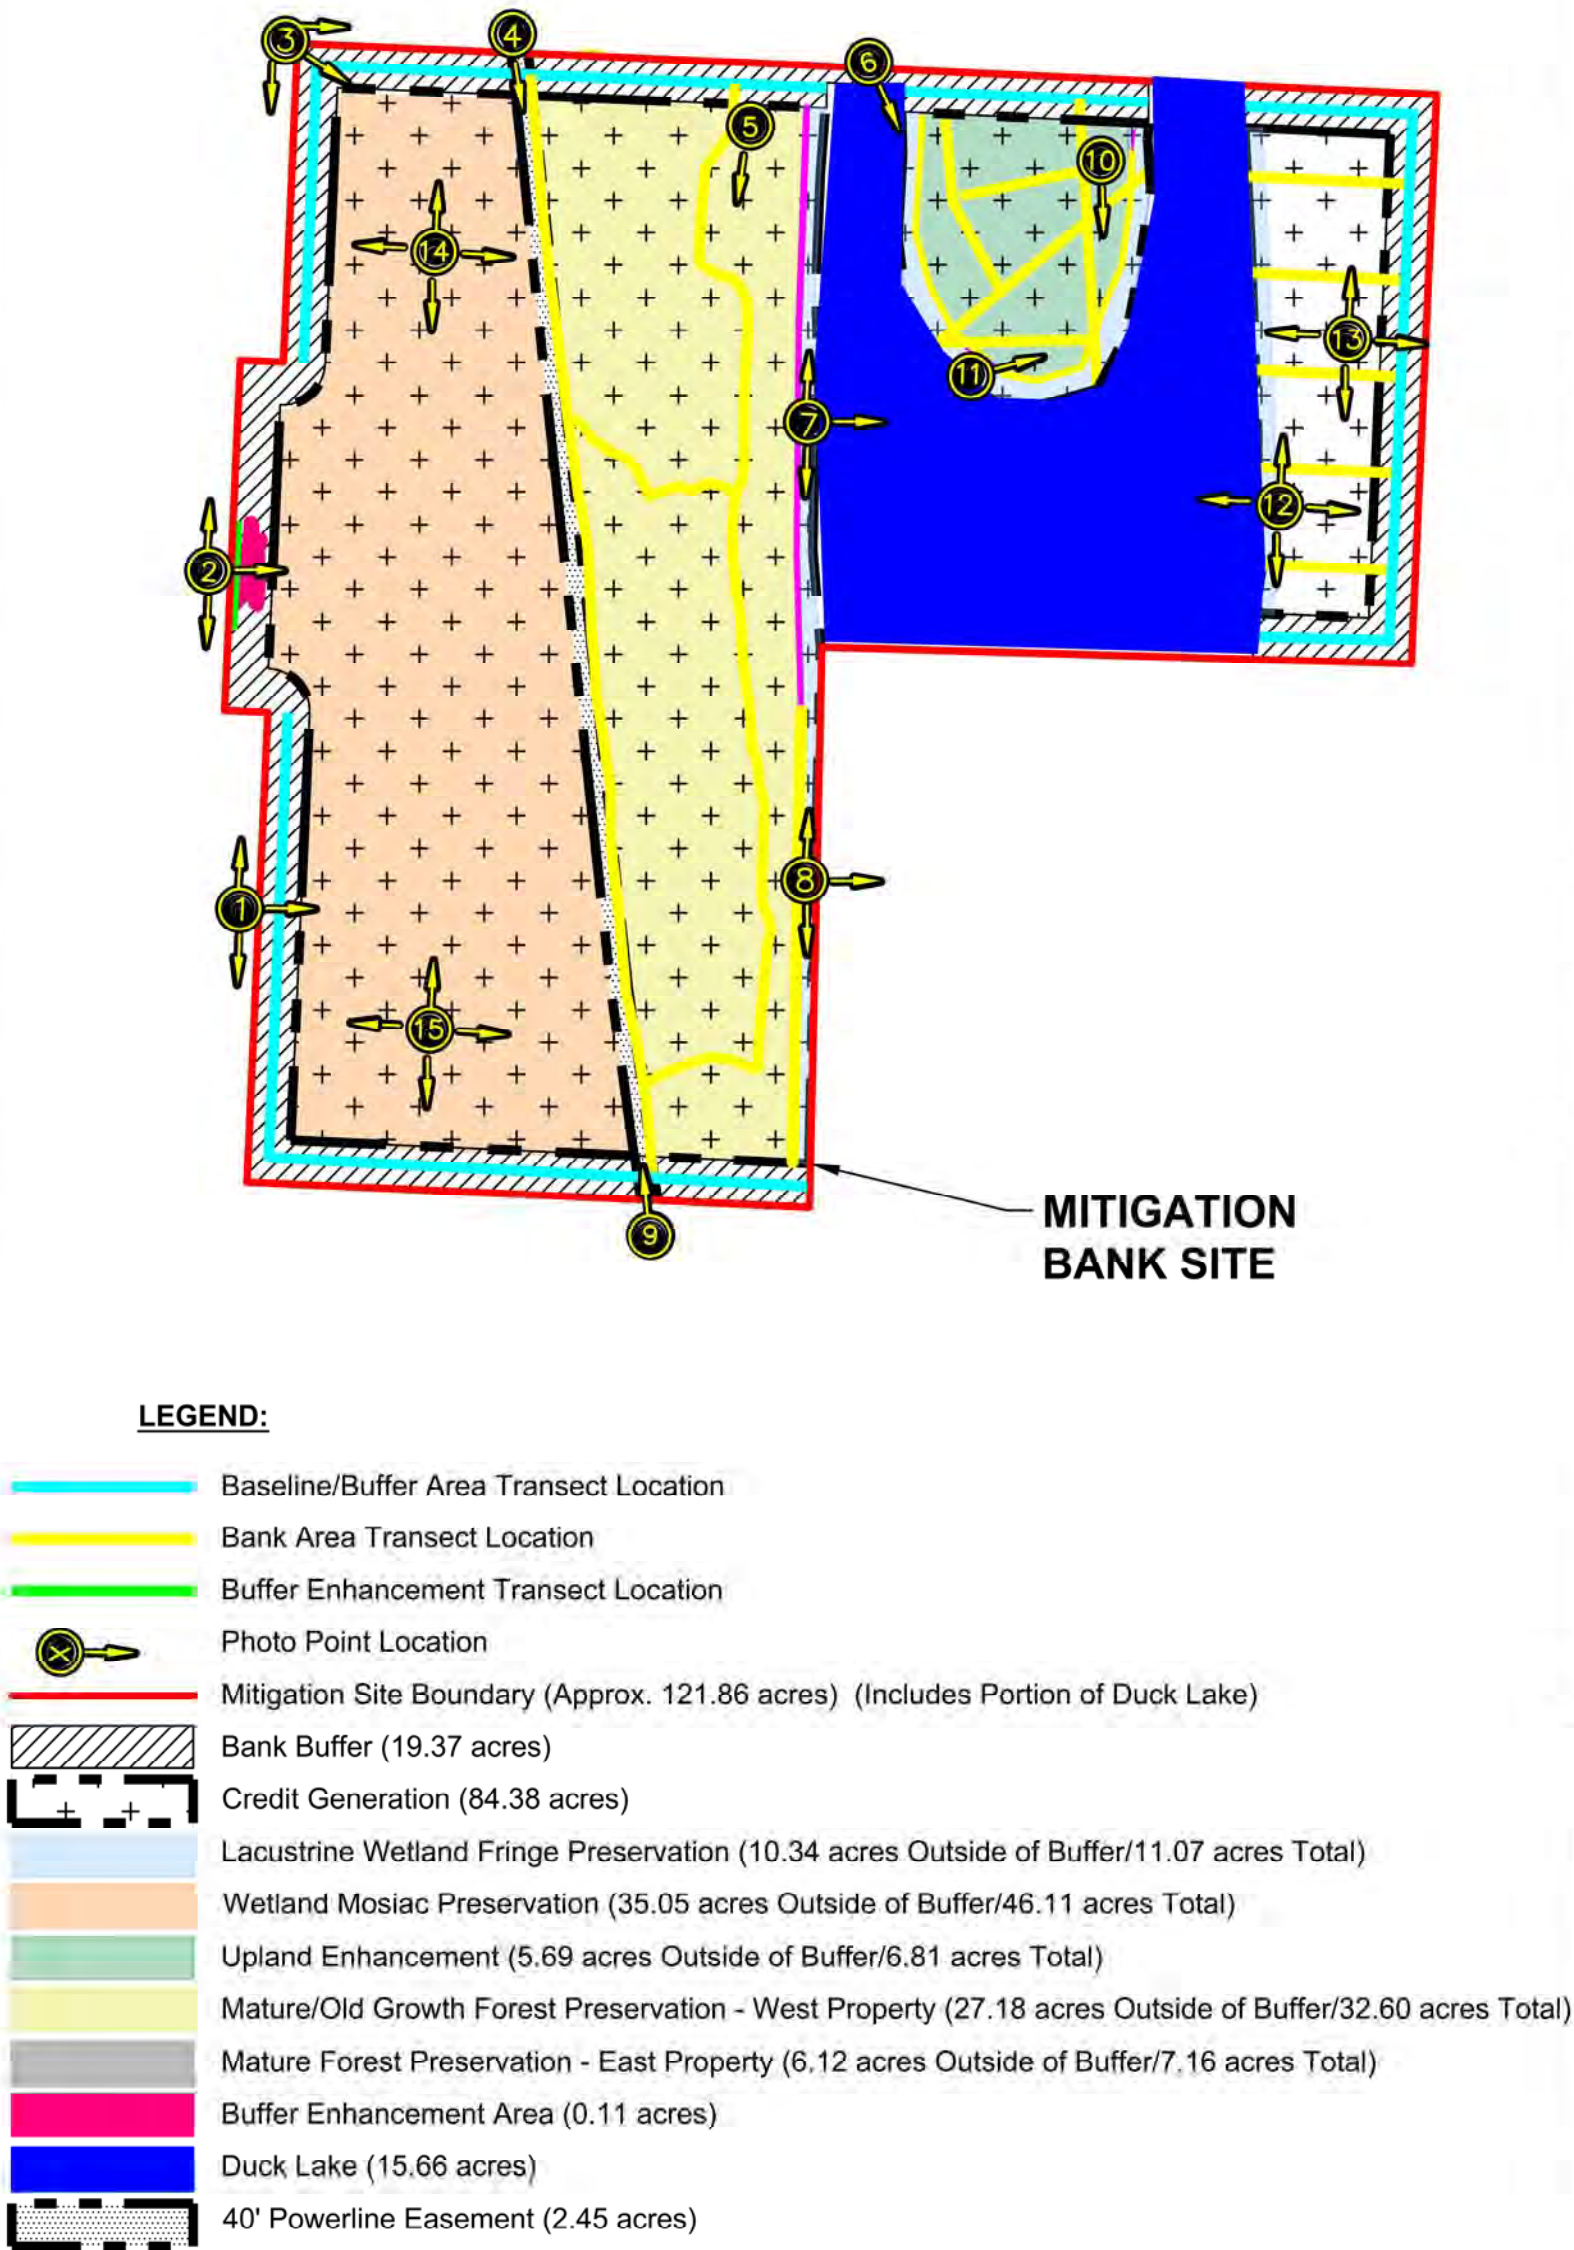 3
4
6
5
10
14
13
11
7
12
2
8
1
15
9
MITIGATION
BANK SITE
LEGEND:
Baseline/Buffer Area Transect Location
Bank Area Transect Location
Buffer Enhancement Transect Location
X Photo Point Location
Mitigation Site Boundary (Approx. 121.86 acres) (Includes Portion of Duck Lake)
Bank Buffer (19.37 acres)
Credit Generation (84.38 acres)
Lacustrine Wetland Fringe Preservation (10.34 acres Outside of Buffer/11.07 acres Total)
Wetland Mosiac Preservation (35.05 acres Outside of Buffer/46.11 acres Total)
Upland Enhancement (5.69 acres Outside of Buffer/6.81 acres Total)
Mature/Old Growth Forest Preservation - West Property (27.18 acres Outside of Buffer/32.60 acres Total)
Mature Forest Preservation - East Property (6.12 acres Outside of Buffer/7.16 acres Total)
Buffer Enhancement Area (0.11 acres)
Duck Lake (15.66 acres)
40' Powerline Easement (2.45 acres)